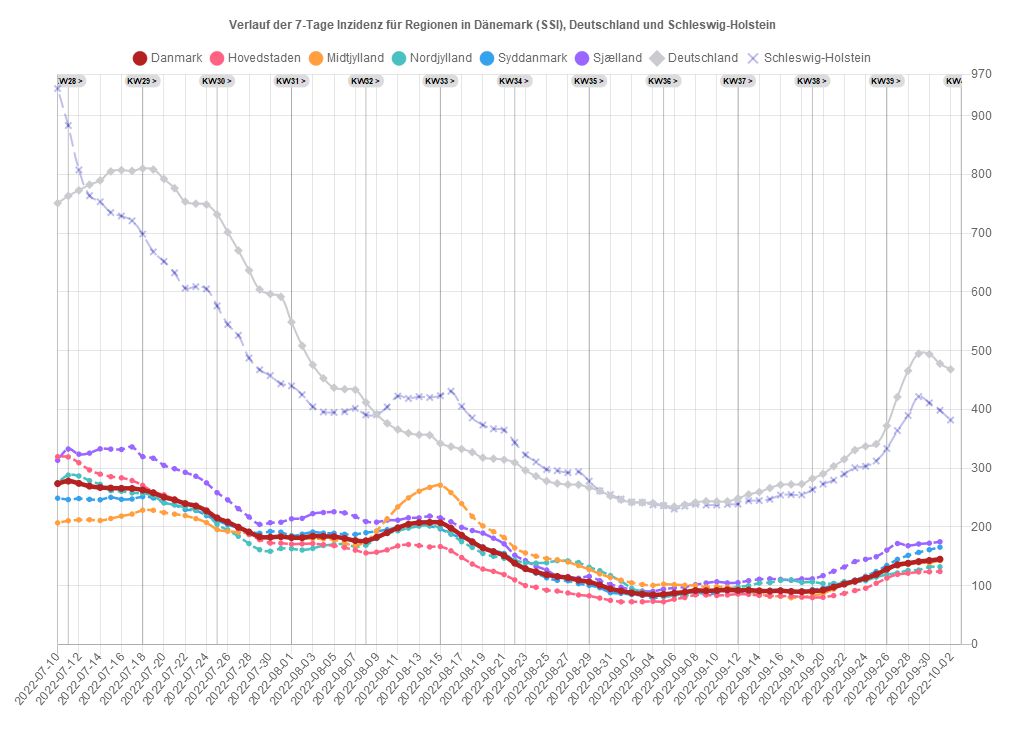 Verlauf der 7-Tage Inzidenz für Regionen in Dänemark (SSI), Deutschland und Schleswig-Holstein
Danmark Hovedstaden Midtjylland Nordjylland Syddanmark Sjælland Deutschland Schleswig-Holstein
KW28 > KW29 > KW30 > KW31 > KW32 > KW33 > KW34 > KW35 > KW36 > KW37 > KW38 > KW39 > KW4
970
900
800
700
600
500
400
300
200
100
0
2022-07-10 2022-07-12 2022-07-14 2022-07-16 2022-07-18 2022-07-20 2022-07-22 2022-07-24 2022-07-26 2022-07-28 2022-07-30 2022-08-01 2022-08-03 2022-08-05 2022-08-07 2022-08-09 2022-08-11 2022-08-13 2022-08-15 2022-08-17 2022-08-19 2022-08-21 2022-08-23 2022-08-25 2022-08-27 2022-08-29 2022-08-31 2022-09-02 2022-09-04 2022-09-06 2022-09-08 2022-09-10 2022-09-12 2022-09-14 2022-09-16 2022-09-18 2022-09-20 2022-09-22 2022-09-24 2022-09-26 2022-09-28 2022-09-30 2022-10-02